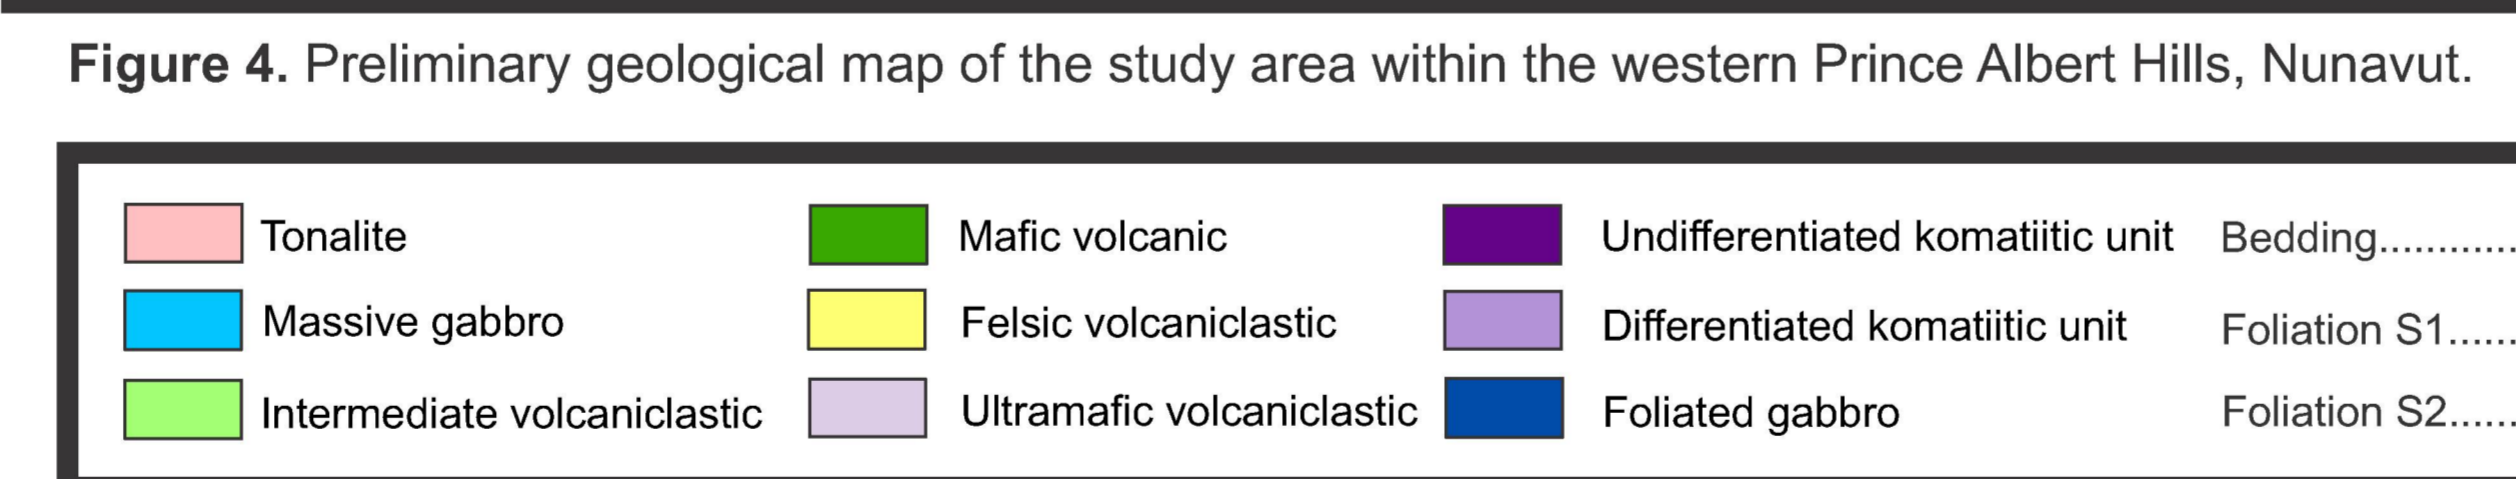 Figure 4. Preliminary geological map of the study area within the western Prince Albert Hills, Nunavut.
Tonalite Mafic volcanic Undifferentiated komatiitic unit Bedding............
Massive gabbro Felsic volcaniclastic Differentiated komatiitic unit Foliation S1......
Intermediate volcaniclastic Ultramafic volcaniclastic Foliated gabbro Foliation S2......